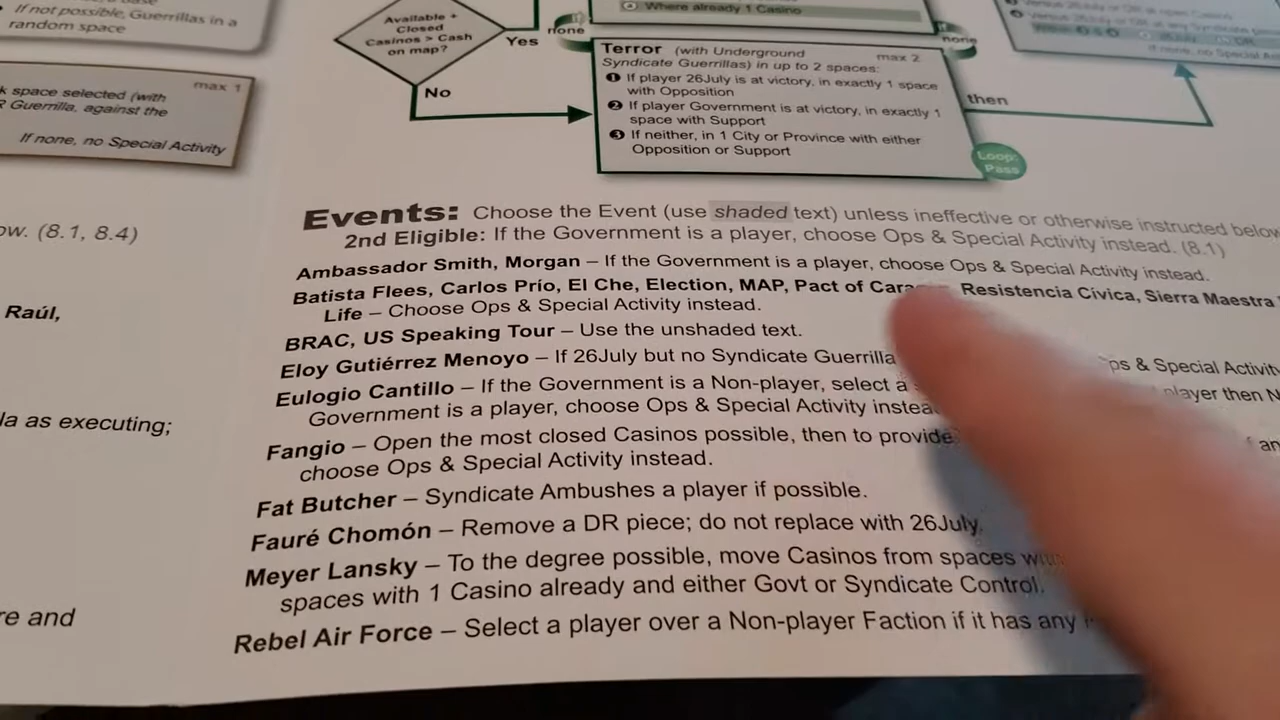 If not possible, Guerrillas in a
random space
max 1
space selected (with
Guerrilla, against the
If none, no Special Activity
ow. (8.1, 8.4)
Raúl,
la as executing;
re and
Available +
Closed
Casinos > Cash
on map?
Yes
No
none
Where already 1 Casino
none
Terror (with Underground max 2
Syndicate Guerrillas) in up to 2 spaces:
1 If player 26July is at victory, in exactly 1 space
with Opposition
2 If player Government is at victory, in exactly 1
space with Support
3 If neither, in 1 City or Province with either
Opposition or Support
then
Loop:
Pass
Events: Choose the Event (use shaded text) unless ineffective or otherwise instructed below
2nd Eligible: If the Government is a player, choose Ops & Special Activity instead. (8.1)
Ambassador Smith, Morgan – If the Government is a player, choose Ops & Special Activity instead.
Batista Flees, Carlos Prío, El Che, Election, MAP, Pact of Resistencia Cívica, Sierra Maestra
Life – Choose Ops & Special Activity instead.
BRAC, US Speaking Tour – Use the unshaded text.
Eloy Gutiérrez Menoyo – If 26July but no Syndicate Guerrilla ps & Special Activity
Eulogio Cantillo – If the Government is a Non-player, select a player then
Government is a player, choose Ops & Special Activity instead
Fangio – Open the most closed Casinos possible, then to provide
choose Ops & Special Activity instead.
Fat Butcher – Syndicate Ambushes a player if possible.
Fauré Chomón – Remove a DR piece; do not replace with 26July.
Meyer Lansky – To the degree possible, move Casinos from spaces
spaces with 1 Casino already and either Govt or Syndicate Control.
Rebel Air Force – Select a player over a Non-player Faction if it has any